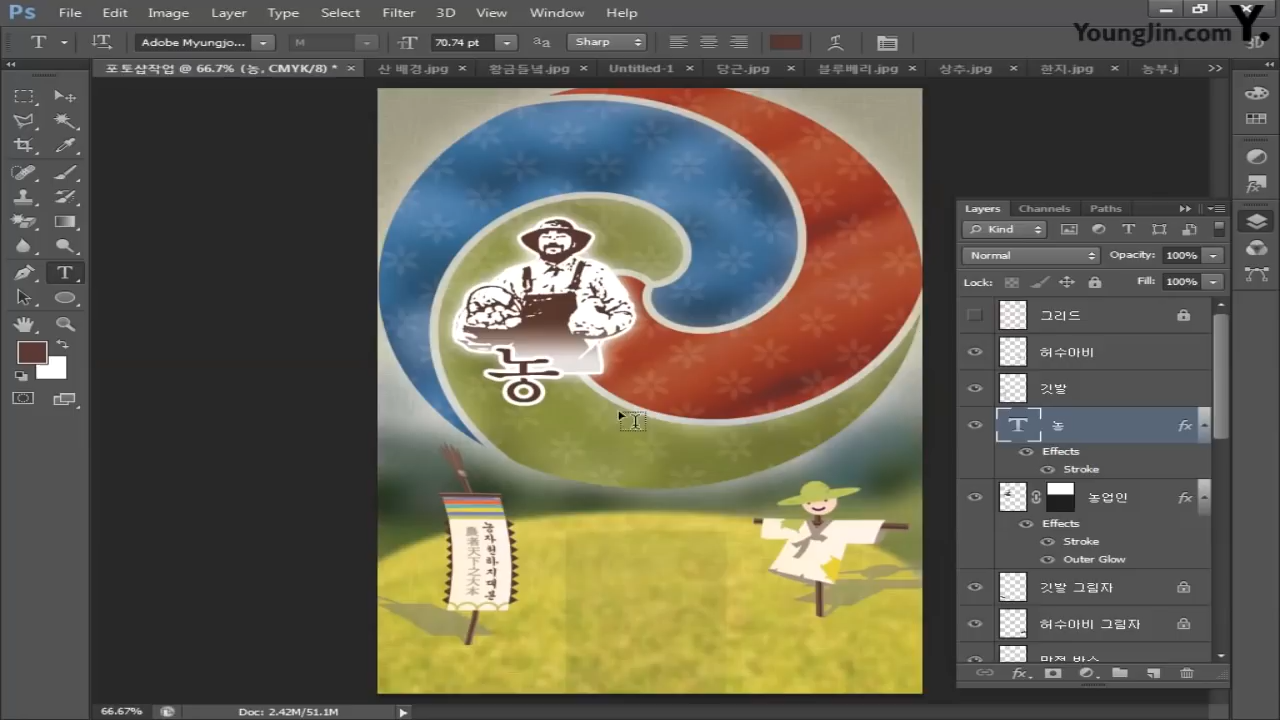 Ps File Edit Image Layer Type Select Filter 3D View Window Help
YoungJin.com Y.
T Adobe Myungjo... M 70.74 pt aa Sharp 3D
포토샵작업 @ 66.7% (농, CMYK/8) * × 산 배경.jpg × 황금들녘.jpg × Untitled-1 × 당근.jpg × 블루베리.jpg × 상추.jpg × 한지.jpg × 농부.j
Layers Channels Paths
Kind
Normal Opacity: 100%
Lock: Fill: 100%
그리드
허수아비
깃발
T 농 fx
Effects
Stroke
농업인 fx
Effects
Stroke
Outer Glow
깃발 그림자
허수아비 그림자
농
농자천하지대본
農者天下之大本
66.67% Doc: 2.42M/51.1M